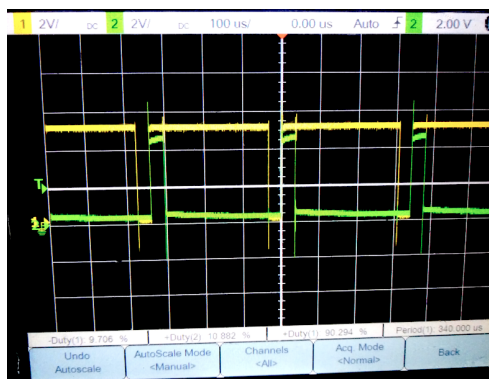 1 2V/ DC 2 2V/ DC 100 us/ 0.00 us Auto 2 2.00 V
T
-Duty(1): 9.706 % +Duty(2): 10.882 % +Duty(1): 90.294 % Period(1): 340.000 us
Undo Autoscale
AutoScale Mode <Manual>
Channels <All>
Acq. Mode <Normal>
Back